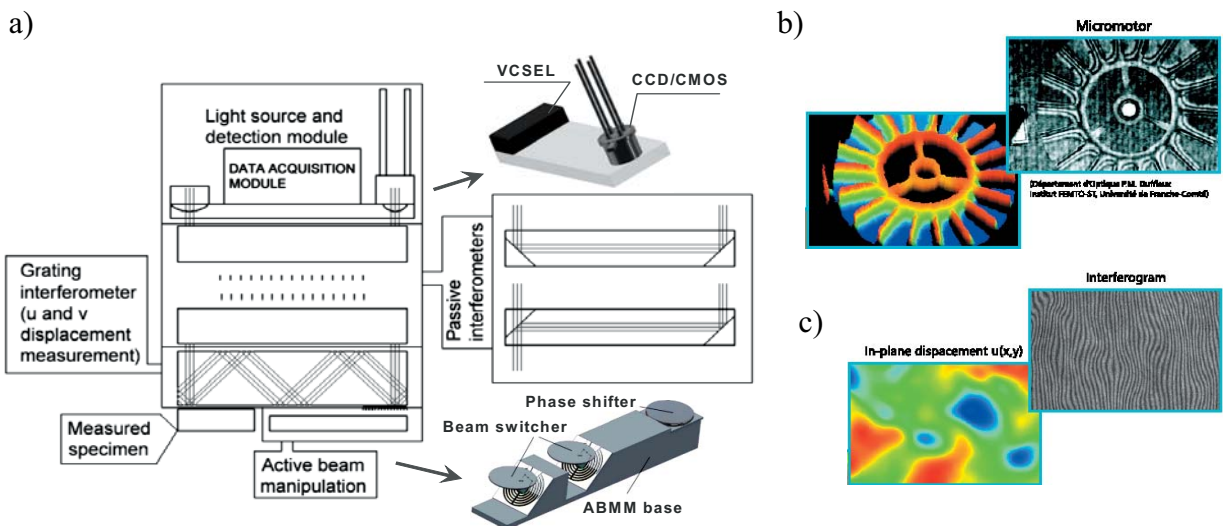 a)
VCSEL
CCD/CMOS
Light source and
detection module
DATA ACQUISITION
MODULE
Grating
interferometer
(u and v
displacement
measurement)
Passive
interferometers
Measured
specimen
Active beam
manipulation
Phase shifter
Beam switcher
ABMM base
b)
Micromotor
(Départament d'Optique P.M. Duffieux
Institut FEMTO-ST, Université de Franche-Comté)
c)
Interferogram
In-plane dispacement u(x,y)